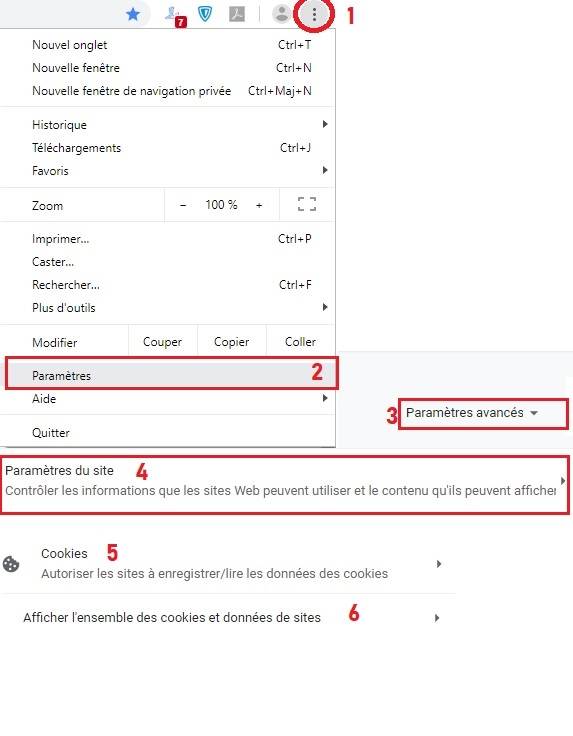 7
1
Nouvel onglet Ctrl+T
Nouvelle fenêtre Ctrl+N
Nouvelle fenêtre de navigation privée Ctrl+Maj+N
Historique
Téléchargements Ctrl+J
Favoris
Zoom - 100 % +
Imprimer... Ctrl+P
Caster...
Rechercher... Ctrl+F
Plus d'outils
Modifier Couper Copier Coller
Paramètres 2
Aide
3 Paramètres avancés
Quitter
Paramètres du site 4
Contrôler les informations que les sites Web peuvent utiliser et le contenu qu'ils peuvent afficher
Cookies 5
Autoriser les sites à enregistrer/lire les données des cookies
Afficher l'ensemble des cookies et données de sites 6